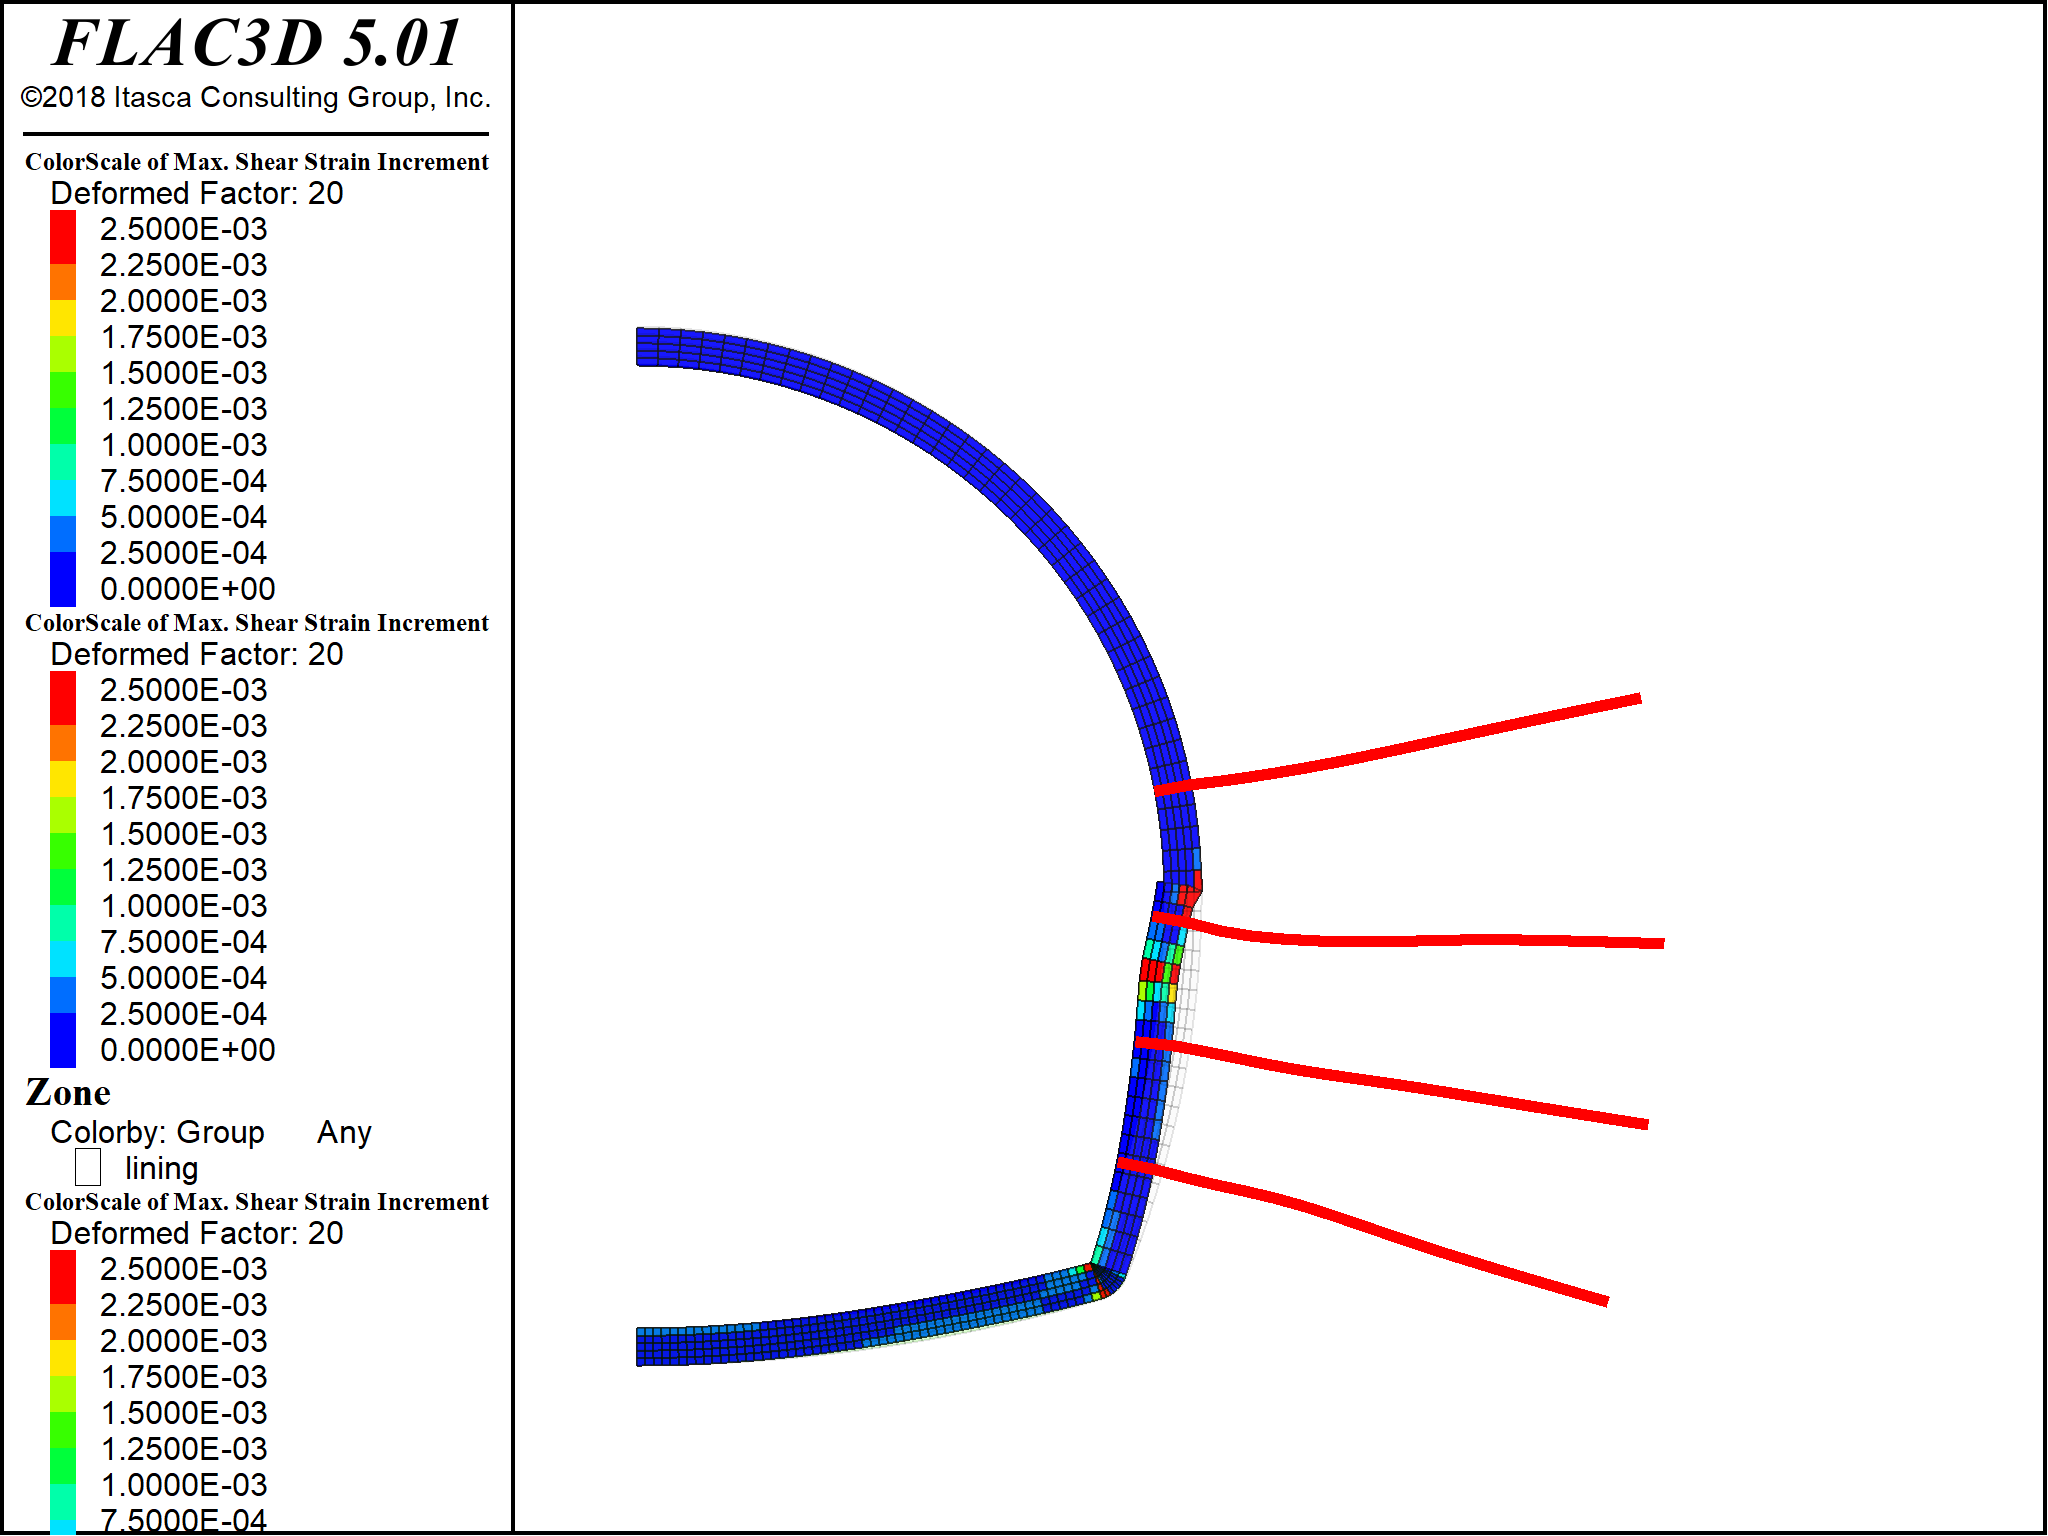 FLAC3D 5.01
©2018 Itasca Consulting Group, Inc.
ColorScale of Max. Shear Strain Increment
Deformed Factor: 20
2.5000E-03
2.2500E-03
2.0000E-03
1.7500E-03
1.5000E-03
1.2500E-03
1.0000E-03
7.5000E-04
5.0000E-04
2.5000E-04
0.0000E+00
ColorScale of Max. Shear Strain Increment
Deformed Factor: 20
2.5000E-03
2.2500E-03
2.0000E-03
1.7500E-03
1.5000E-03
1.2500E-03
1.0000E-03
7.5000E-04
5.0000E-04
2.5000E-04
0.0000E+00
Zone
Colorby: Group Any
lining
ColorScale of Max. Shear Strain Increment
Deformed Factor: 20
2.5000E-03
2.2500E-03
2.0000E-03
1.7500E-03
1.5000E-03
1.2500E-03
1.0000E-03
7.5000E-04